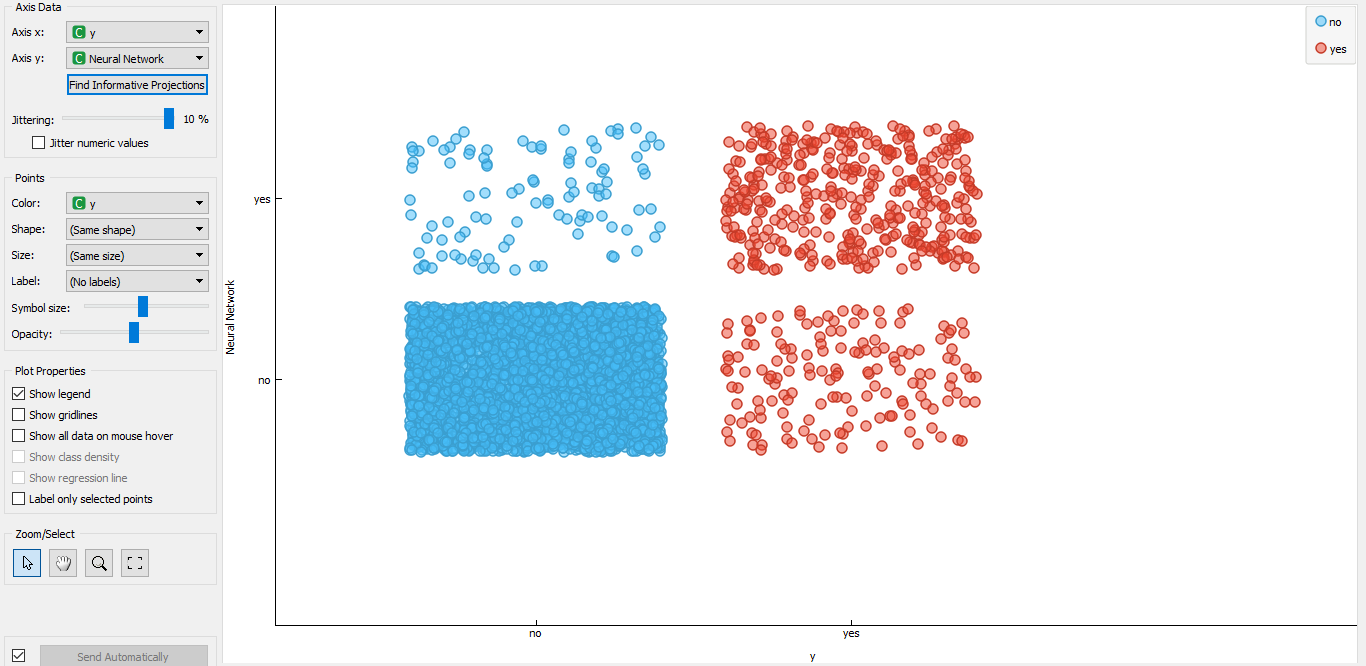 Axis Data
Axis x: C y
Axis y: C Neural Network
Find Informative Projections
Jittering: 10 %
Jitter numeric values
Points
Color: C y
Shape: (Same shape)
Size: (Same size)
Label: (No labels)
Symbol size:
Opacity:
Plot Properties
Show legend
Show gridlines
Show all data on mouse hover
Show class density
Show regression line
Label only selected points
Zoom/Select
Send Automatically
Neural Network
yes
no
no yes
y
no
yes